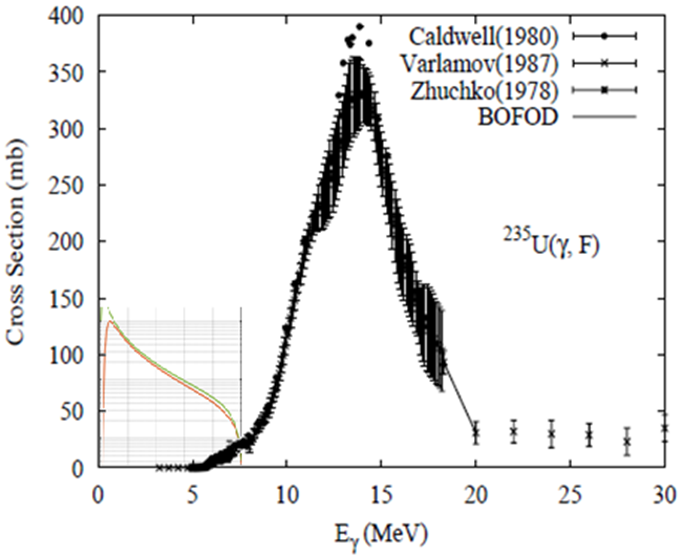 400
350
300
250
200
150
100
50
0
Cross Section (mb)
Caldwell(1980)
Varlamov(1987)
Zhuchko(1978)
BOFOD
²³⁵U(γ, F)
0 5 10 15 20 25 30
Eᵧ (MeV)